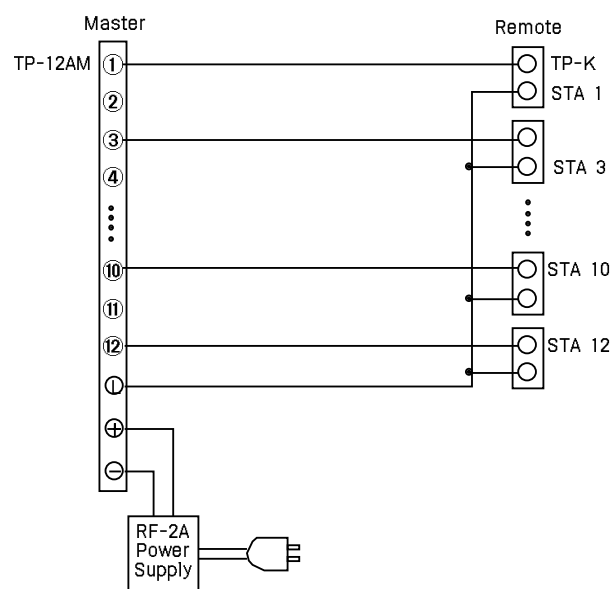 Master
Remote
TP-12AM
①
TP-K
②
STA 1
③
STA 3
④
⑩
STA 10
⑪
⑫
STA 12
L
+
−
RF-2A
Power
Supply